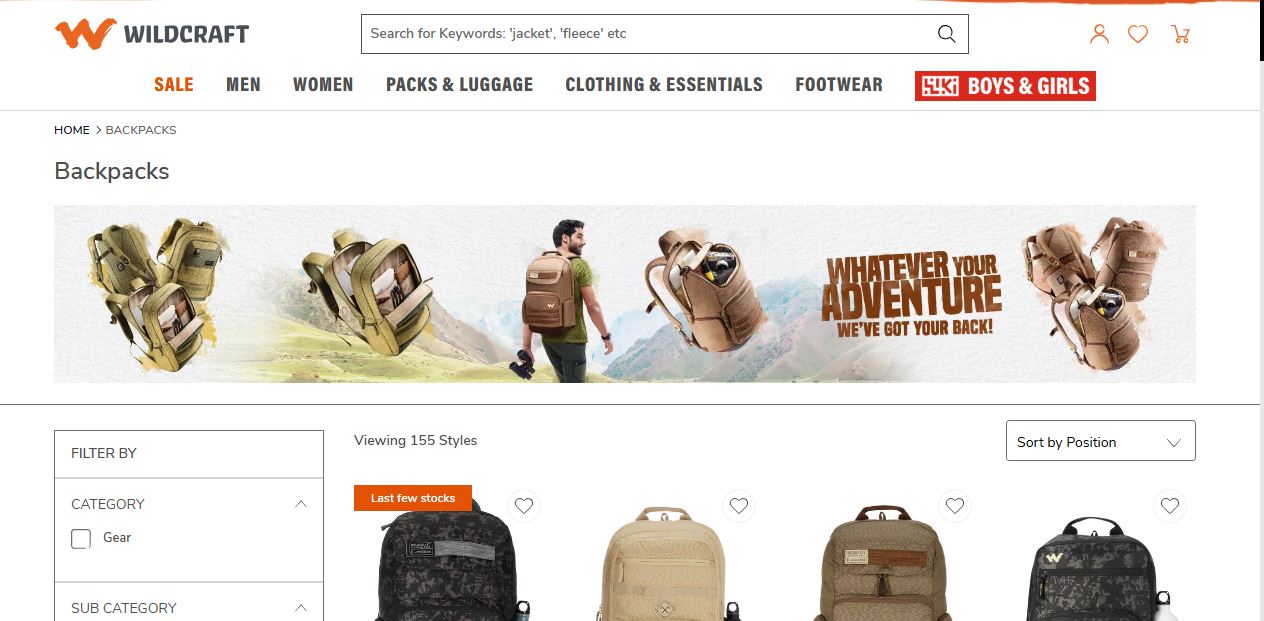 WILDCRAFT
Search for Keywords: 'jacket', 'fleece' etc
SALE MEN WOMEN PACKS & LUGGAGE CLOTHING & ESSENTIALS FOOTWEAR BOYS & GIRLS
HOME > BACKPACKS
Backpacks
WHATEVER YOUR
ADVENTURE
WE'VE GOT YOUR BACK!
FILTER BY
CATEGORY
Gear
SUB CATEGORY
Viewing 155 Styles
Sort by Position
Last few stocks